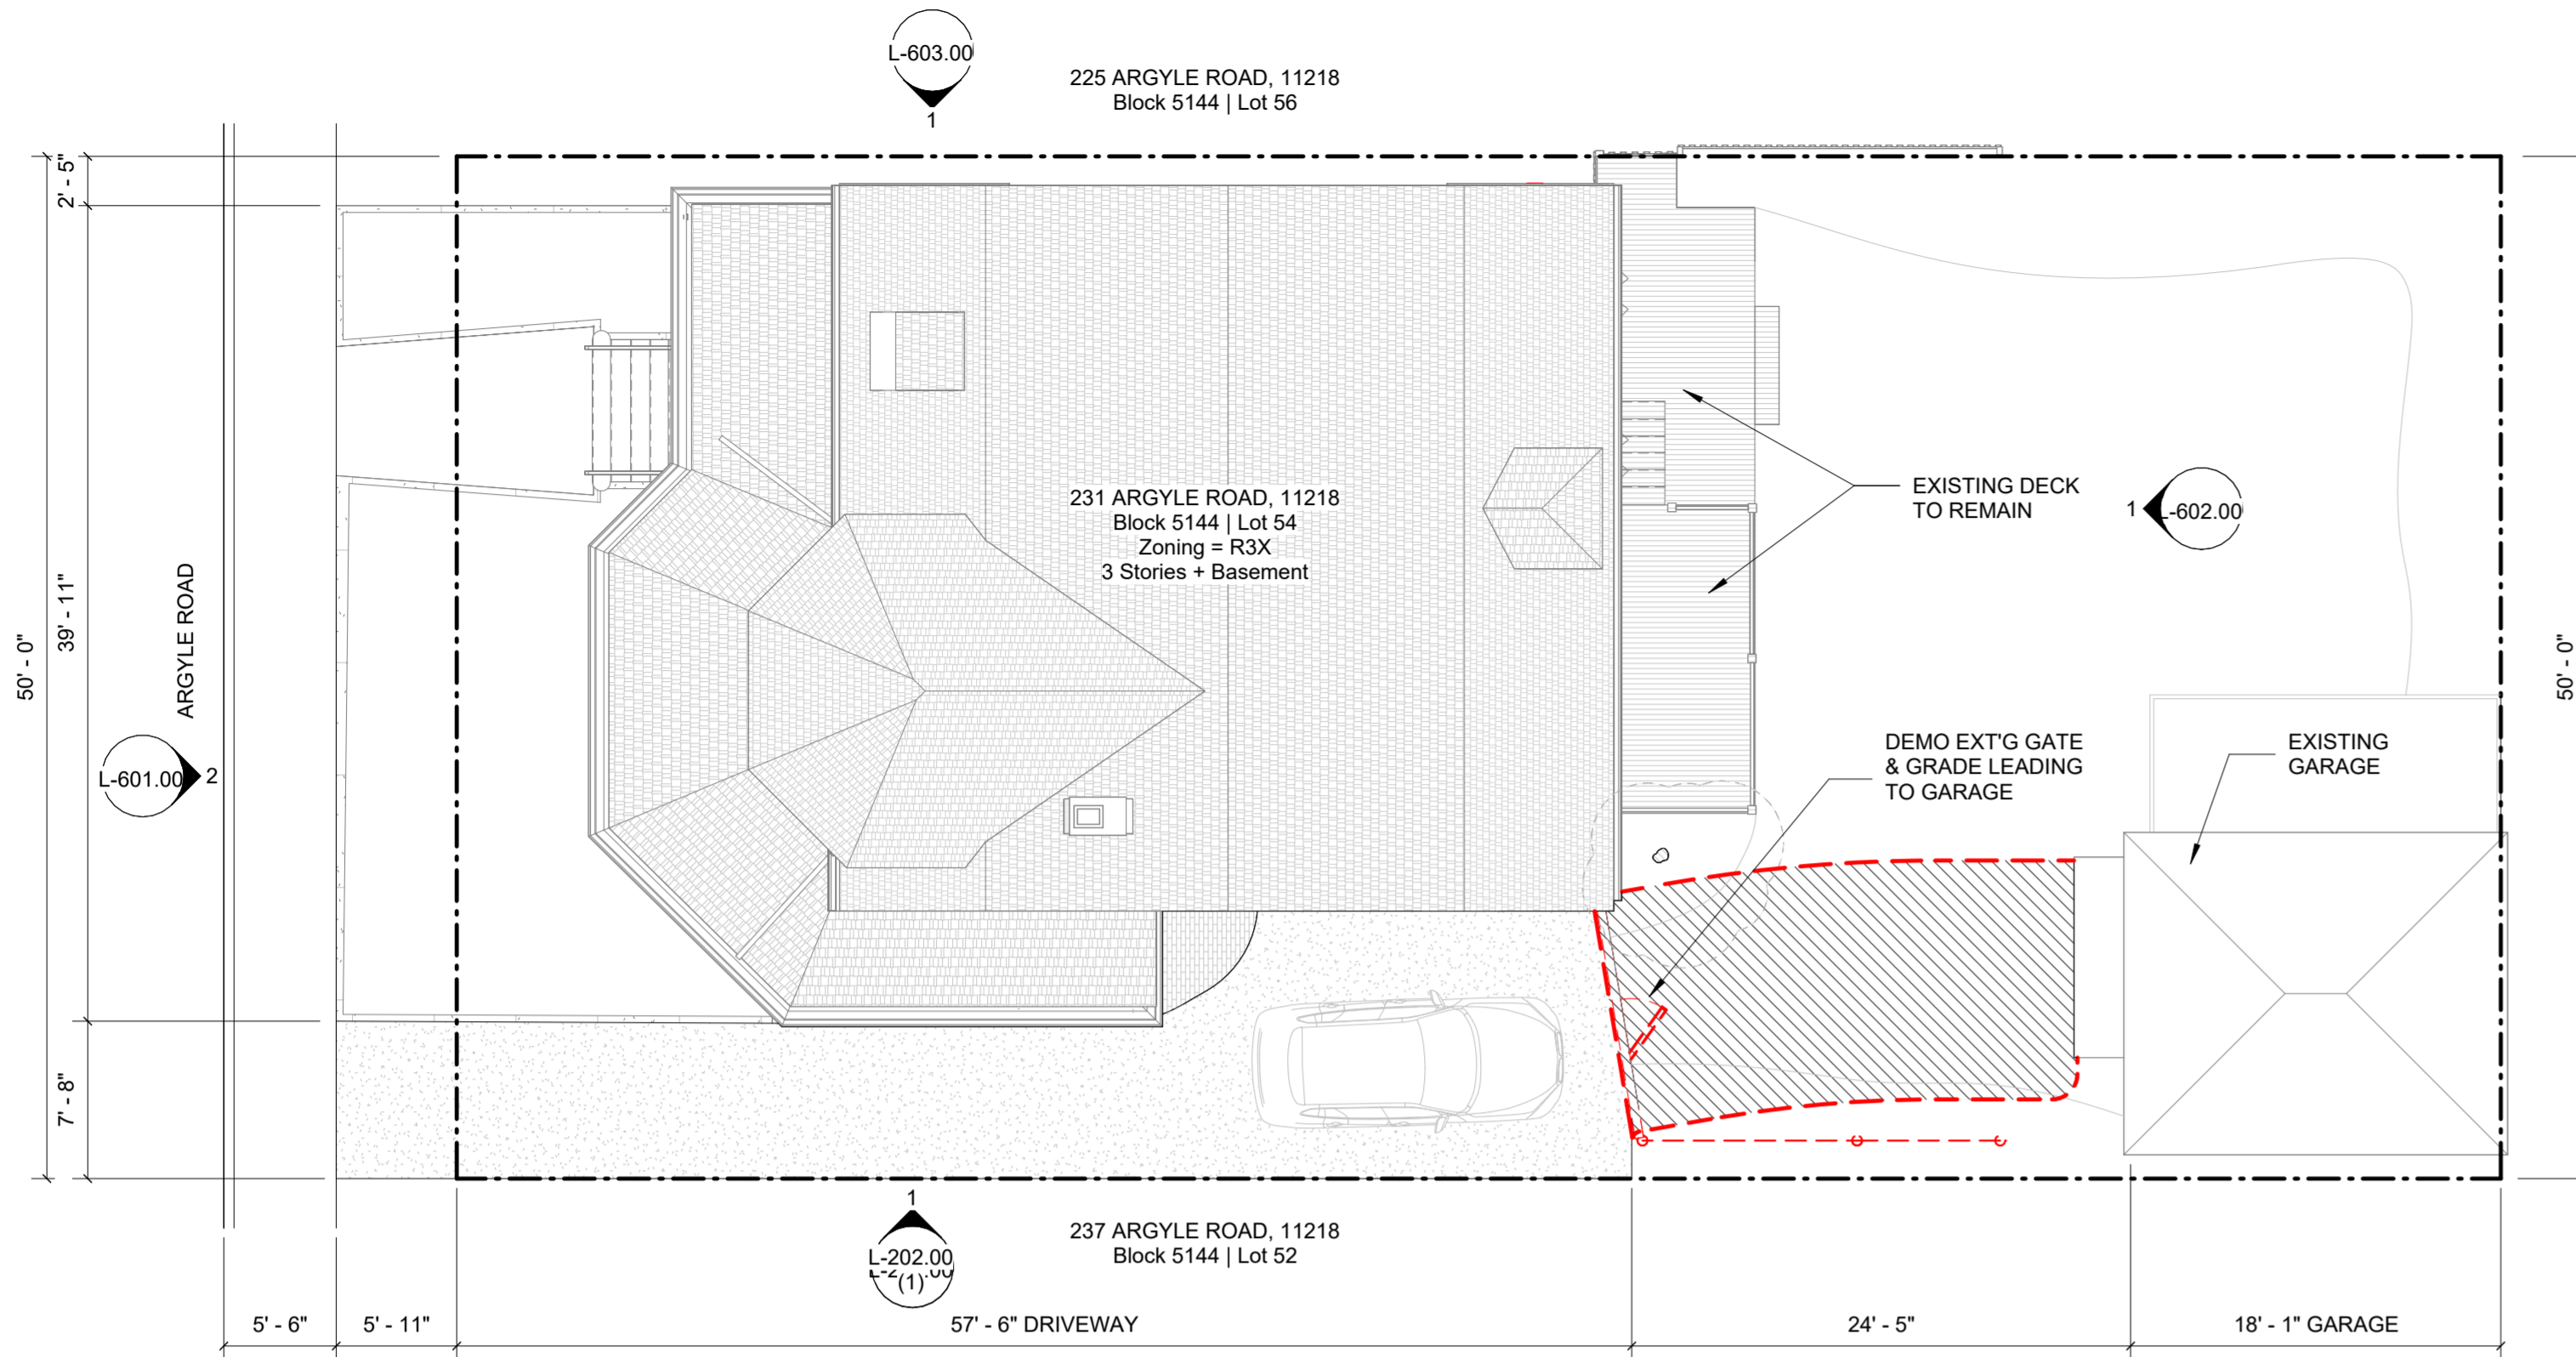 L-603.00
1
225 ARGYLE ROAD, 11218
Block 5144 | Lot 56
2' - 5"
39' - 11"
50' - 0"
7' - 8"
ARGYLE ROAD
L-601.00
2
231 ARGYLE ROAD, 11218
Block 5144 | Lot 54
Zoning = R3X
3 Stories + Basement
EXISTING DECK
TO REMAIN
1
L-602.00
50' - 0"
DEMO EXT'G GATE
& GRADE LEADING
TO GARAGE
EXISTING
GARAGE
1
L-202.00
(1)
237 ARGYLE ROAD, 11218
Block 5144 | Lot 52
5' - 6"
5' - 11"
57' - 6" DRIVEWAY
24' - 5"
18' - 1" GARAGE